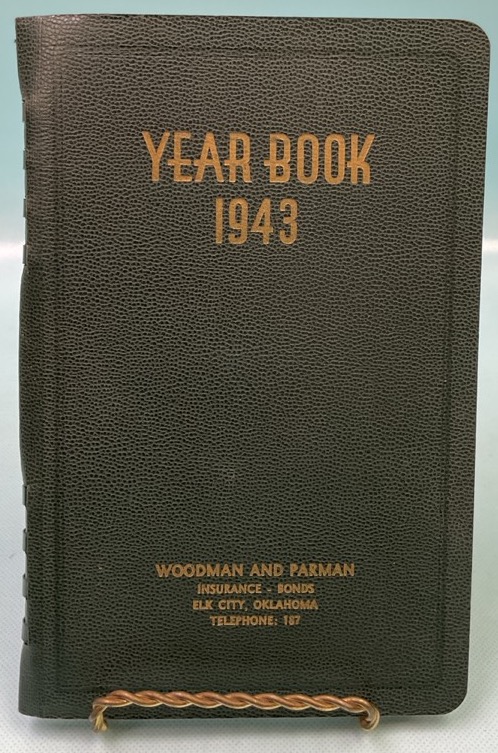 YEAR BOOK
1943
WOODMAN AND PARMAN
INSURANCE - BONDS
ELK CITY, OKLAHOMA
TELEPHONE: 187